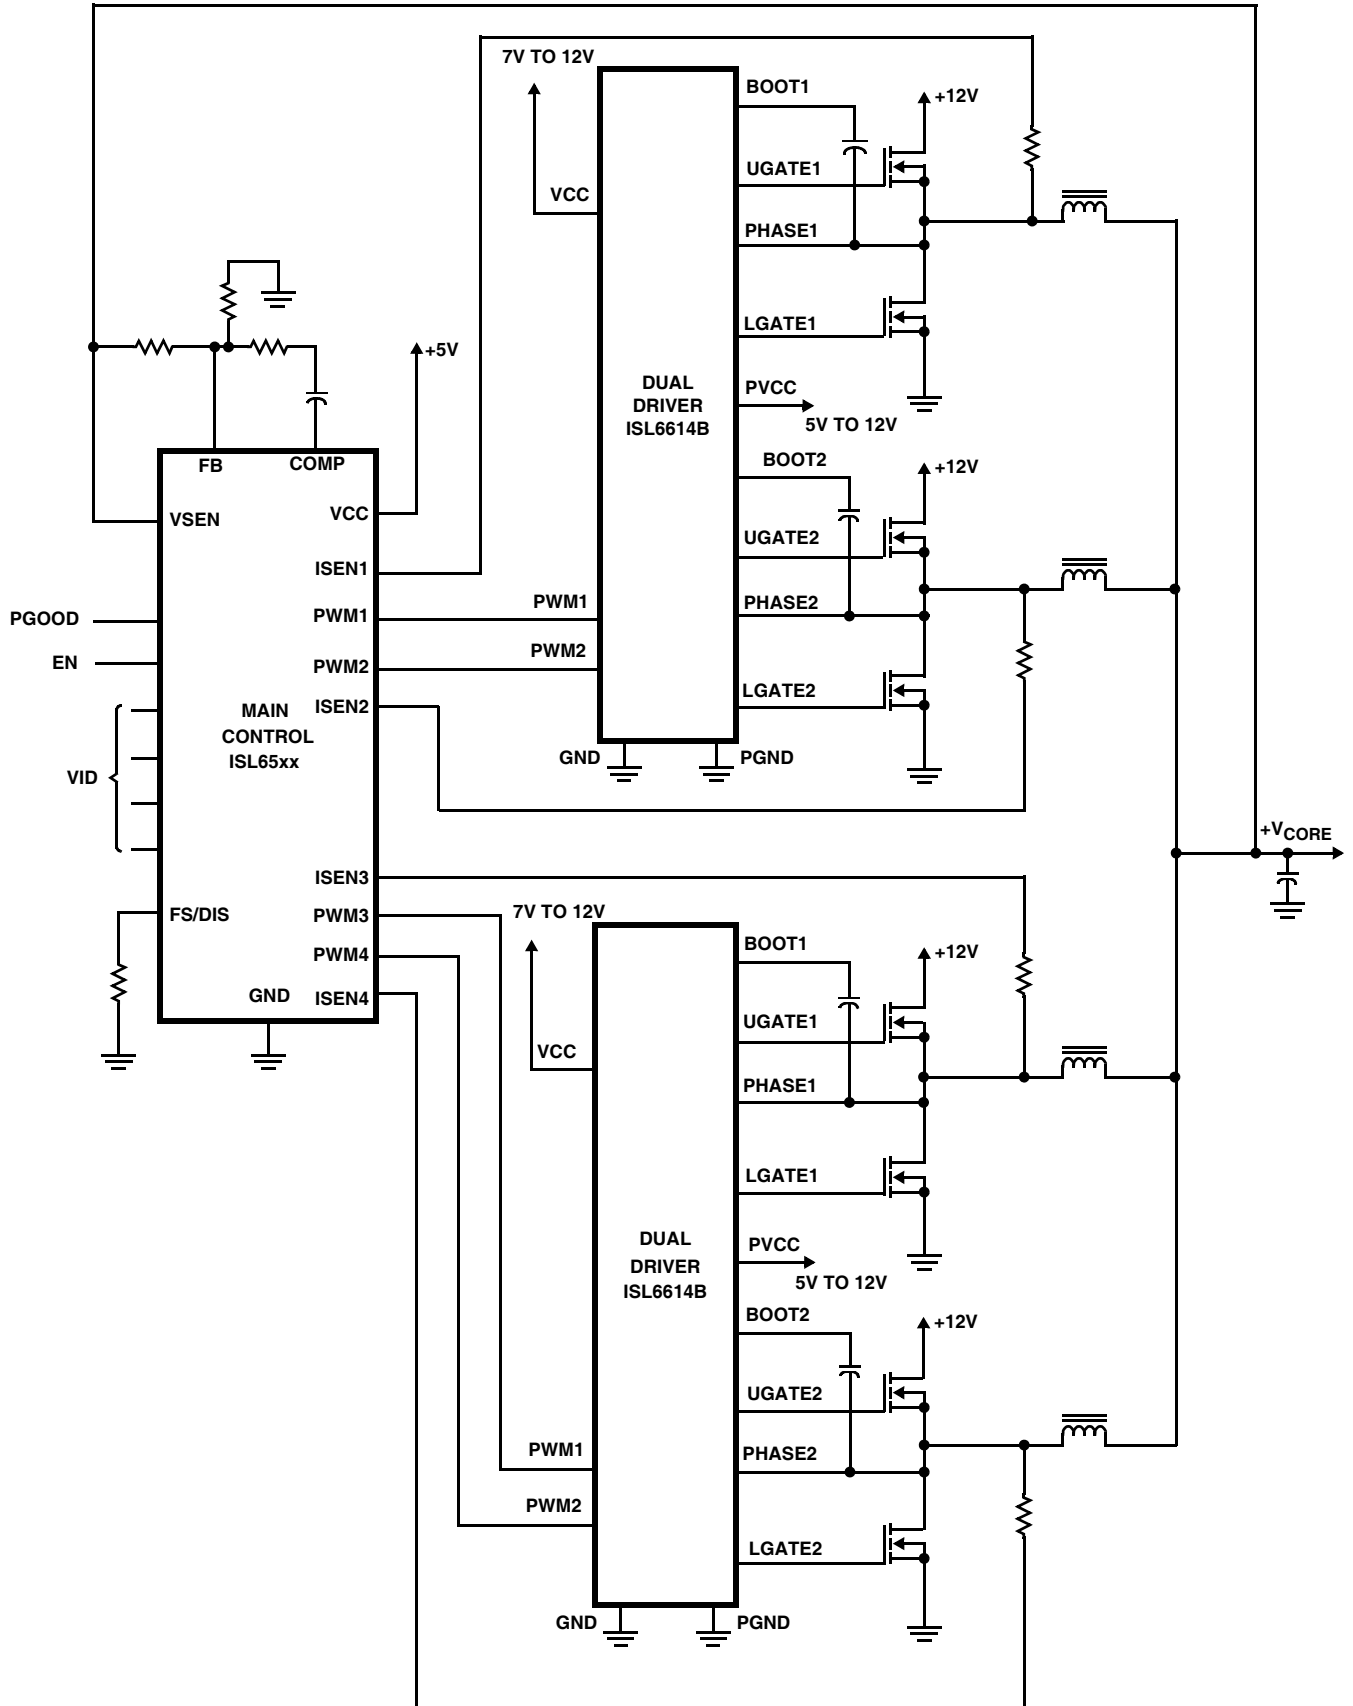 7V TO 12V
BOOT1
+12V
UGATE1
VCC
PHASE1
LGATE1
+5V
DUAL
DRIVER
ISL6614B
PVCC
5V TO 12V
BOOT2
+12V
FB
COMP
VSEN
VCC
UGATE2
ISEN1
PWM1
PHASE2
PGOOD
PWM1
PWM2
EN
PWM2
LGATE2
ISEN2
MAIN
CONTROL
ISL65xx
GND
PGND
VID
+VCORE
ISEN3
7V TO 12V
FS/DIS
PWM3
BOOT1
+12V
PWM4
GND
ISEN4
UGATE1
VCC
PHASE1
LGATE1
DUAL
DRIVER
ISL6614B
PVCC
5V TO 12V
BOOT2
+12V
UGATE2
PWM1
PHASE2
PWM2
LGATE2
GND
PGND